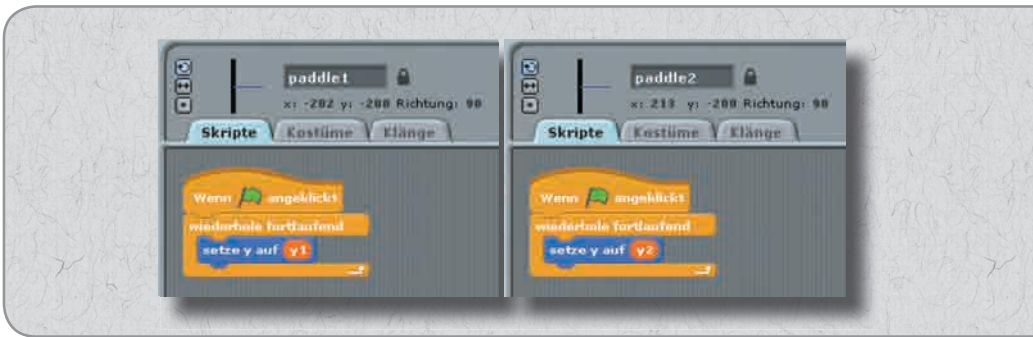 paddle1
x: -202 y: -200 Richtung: 90
Skripte Kostüme Klänge
Wenn angeklickt
wiederhole fortlaufend
setze y auf y1
paddle2
x: 213 y: -200 Richtung: 90
Skripte Kostüme Klänge
Wenn angeklickt
wiederhole fortlaufend
setze y auf y2